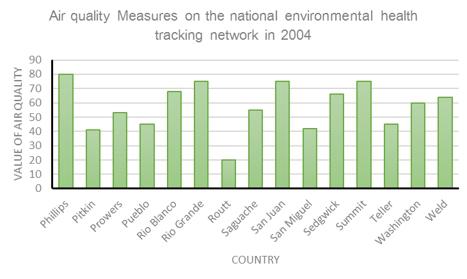 Air quality Measures on the national environmental health
tracking network in 2004
VALUE OF AIR QUALITY
90
80
70
60
50
40
30
20
10
0
Phillips
Pitkin
Prowers
Pueblo
Rio Blanco
Rio Grande
Routt
Saguache
San Juan
San Miguel
Sedgwick
Summit
Teller
Washington
Weld
COUNTRY